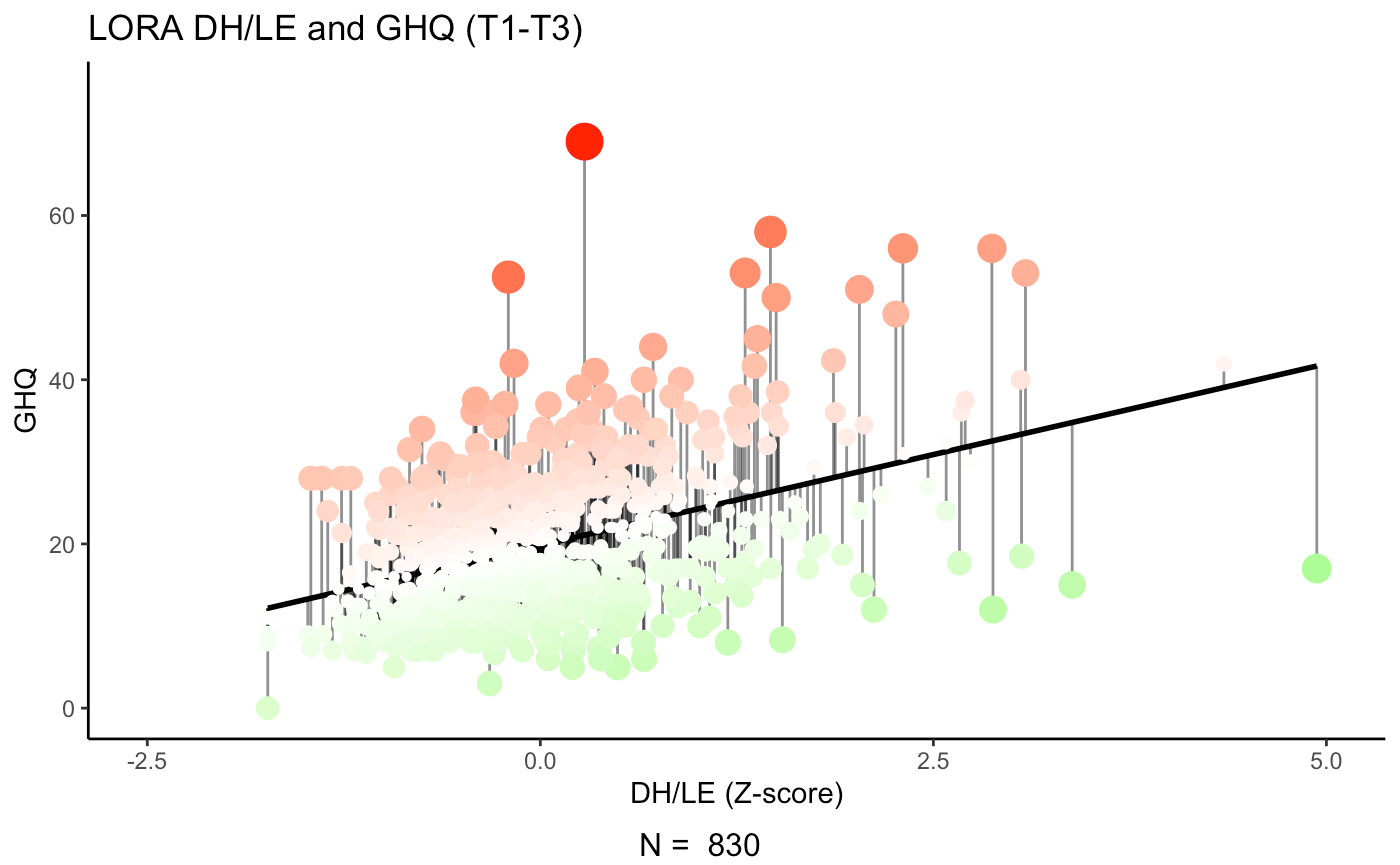 LORA DH/LE and GHQ (T1-T3)
60
40
20
0
GHQ
-2.5
0.0
2.5
5.0
DH/LE (Z-score)
N =  830